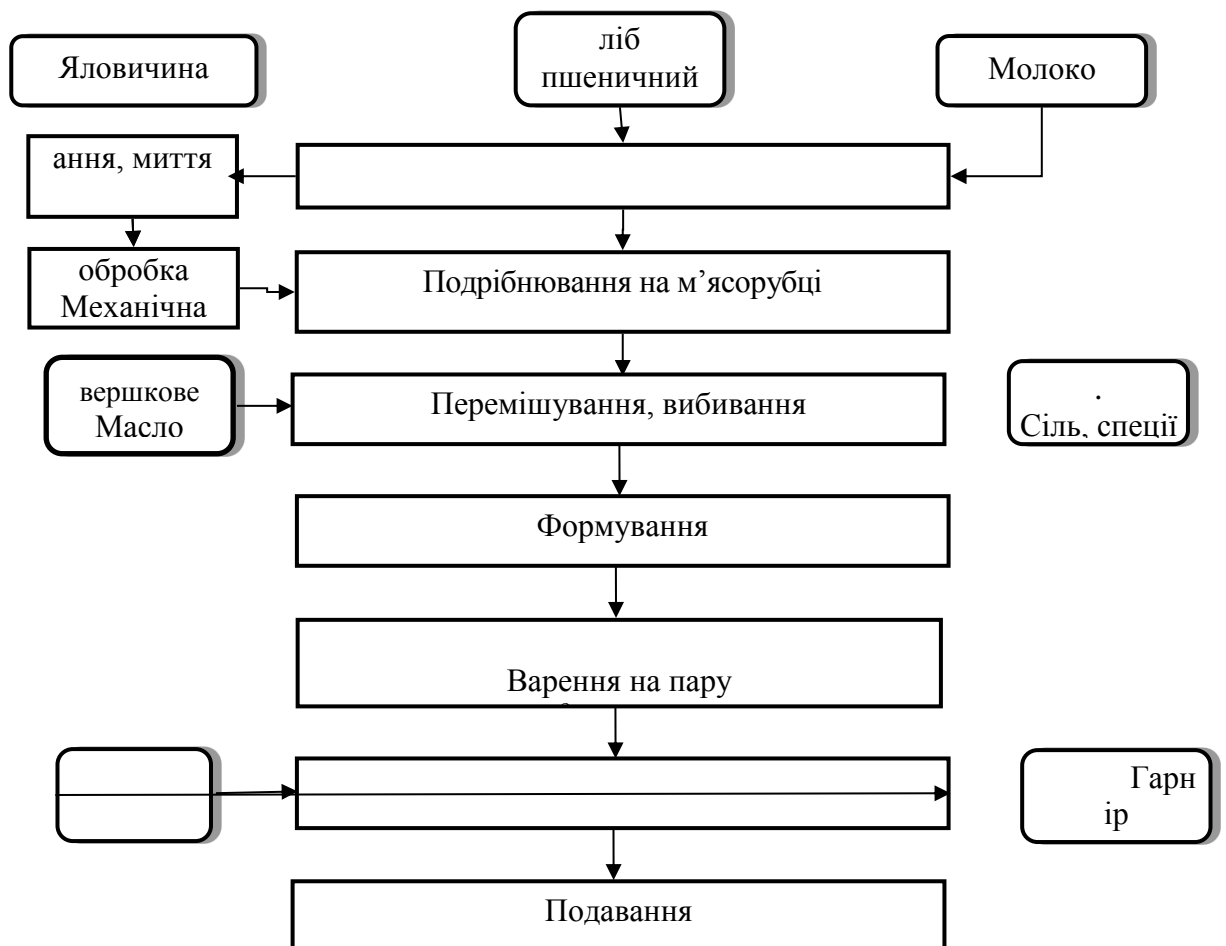 Яловичина
ліб
пшеничний
Молоко
ання, миття
обробка
Механічна
Подрібнювання на м’ясорубці
вершкове
Масло
Перемішування, вибивання
.
Сіль, спеції
Формування
Варення на пару
Гарн
ір
Подавання